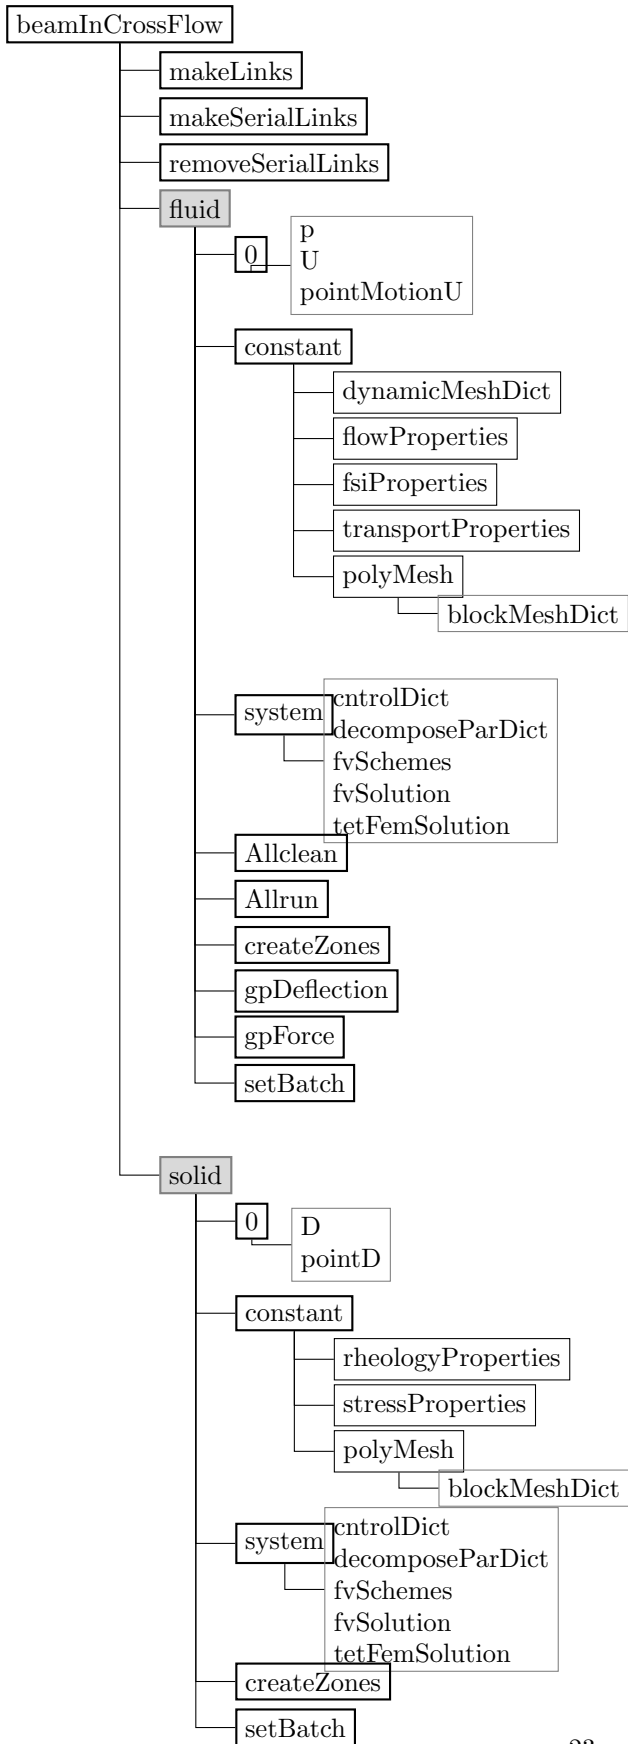 beamInCrossFlow
makeLinks
makeSerialLinks
removeSerialLinks
fluid
0
p
U
pointMotionU
constant
dynamicMeshDict
flowProperties
fsiProperties
transportProperties
polyMesh
blockMeshDict
system
cntrolDict
decomposeParDict
fvSchemes
fvSolution
tetFemSolution
Allclean
Allrun
createZones
gpDeflection
gpForce
setBatch
solid
0
D
pointD
constant
rheologyProperties
stressProperties
polyMesh
blockMeshDict
system
cntrolDict
decomposeParDict
fvSchemes
fvSolution
tetFemSolution
createZones
setBatch